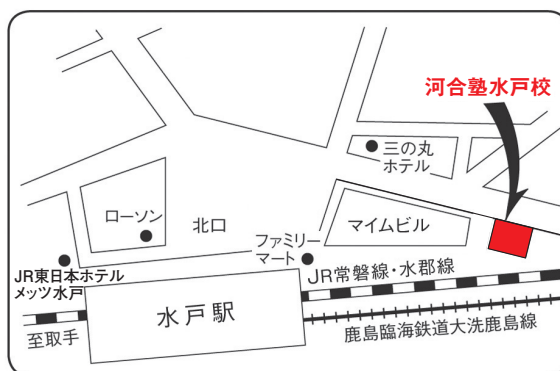 河合塾水戸校
三の丸
ホテル
ローソン
北口
マイムビル
ファミリー
マート
JR東日本ホテル
メッツ水戸
JR常磐線・水郡線
水戸駅
至取手
鹿島臨海鉄道大洗鹿島線